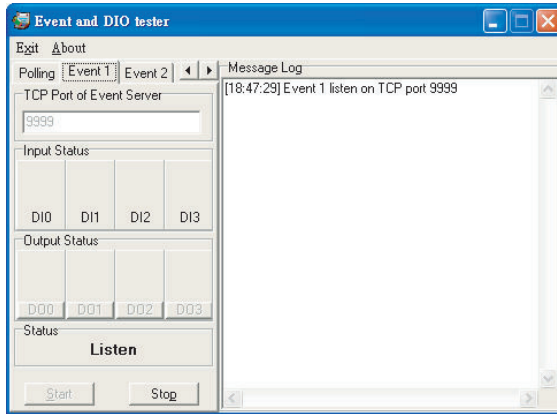 Event and DIO tester
Exit About
Polling Event 1 Event 2
TCP Port of Event Server
9999
Input Status
DI0 DI1 DI2 DI3
Output Status
DO0 DO1 DO2 DO3
Status
Listen
Start Stop
Message Log
[18:47:29] Event 1 listen on TCP port 9999